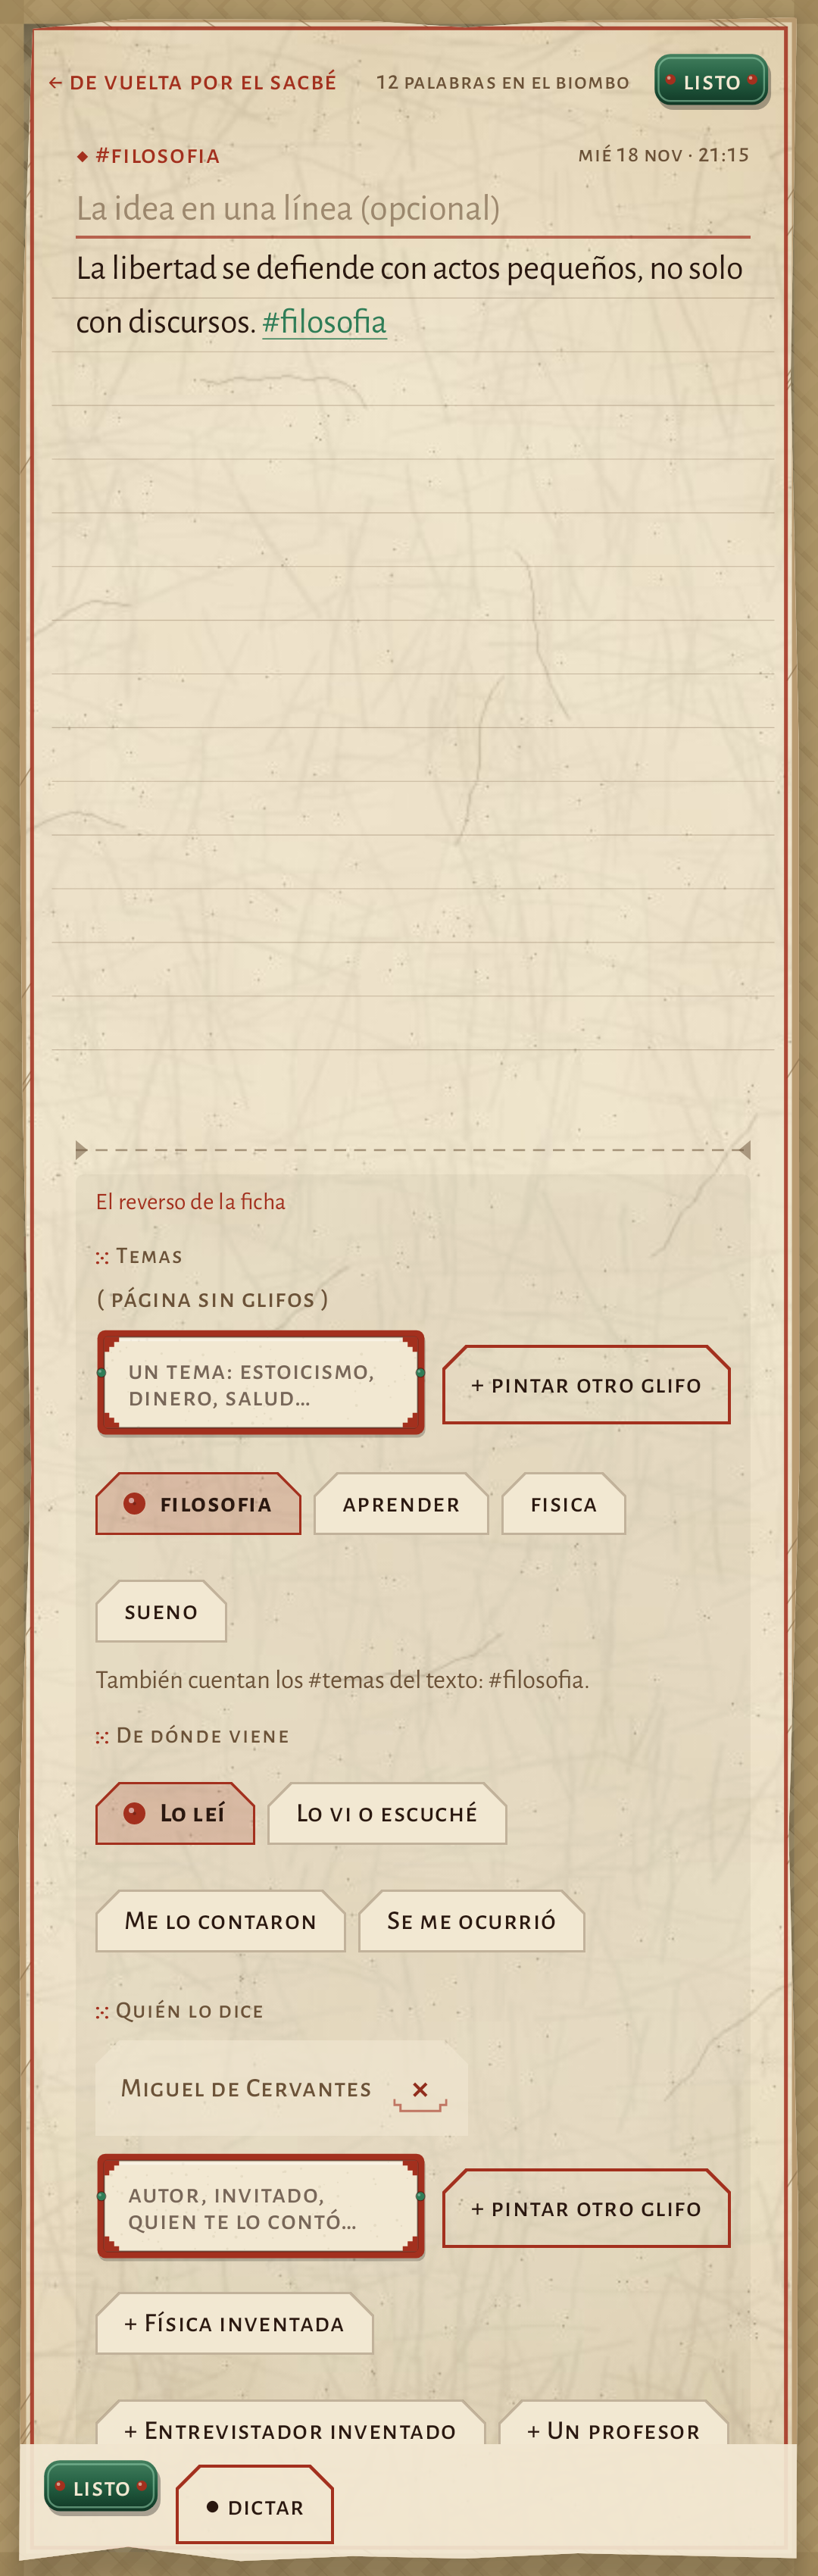 ← DE VUELTA POR EL SACBÉ 12 PALABRAS EN EL BIOMBO LISTO
◆ #FILOSOFIA MIÉ 18 NOV · 21:15
La idea en una línea (opcional)
La libertad se defiende con actos pequeños, no solo
con discursos. #filosofia
El reverso de la ficha
TEMAS
( PÁGINA SIN GLIFOS )
UN TEMA: ESTOICISMO,
DINERO, SALUD…
+ PINTAR OTRO GLIFO
FILOSOFIA APRENDER FISICA
SUENO
También cuentan los #temas del texto: #filosofia.
DE DÓNDE VIENE
LO LEÍ LO VI O ESCUCHÉ
ME LO CONTARON SE ME OCURRIÓ
QUIÉN LO DICE
MIGUEL DE CERVANTES ×
AUTOR, INVITADO,
QUIEN TE LO CONTÓ…
+ PINTAR OTRO GLIFO
+ FÍSICA INVENTADA
+ ENTREVISTADOR INVENTADO + UN PROFESOR
LISTO ● DICTAR